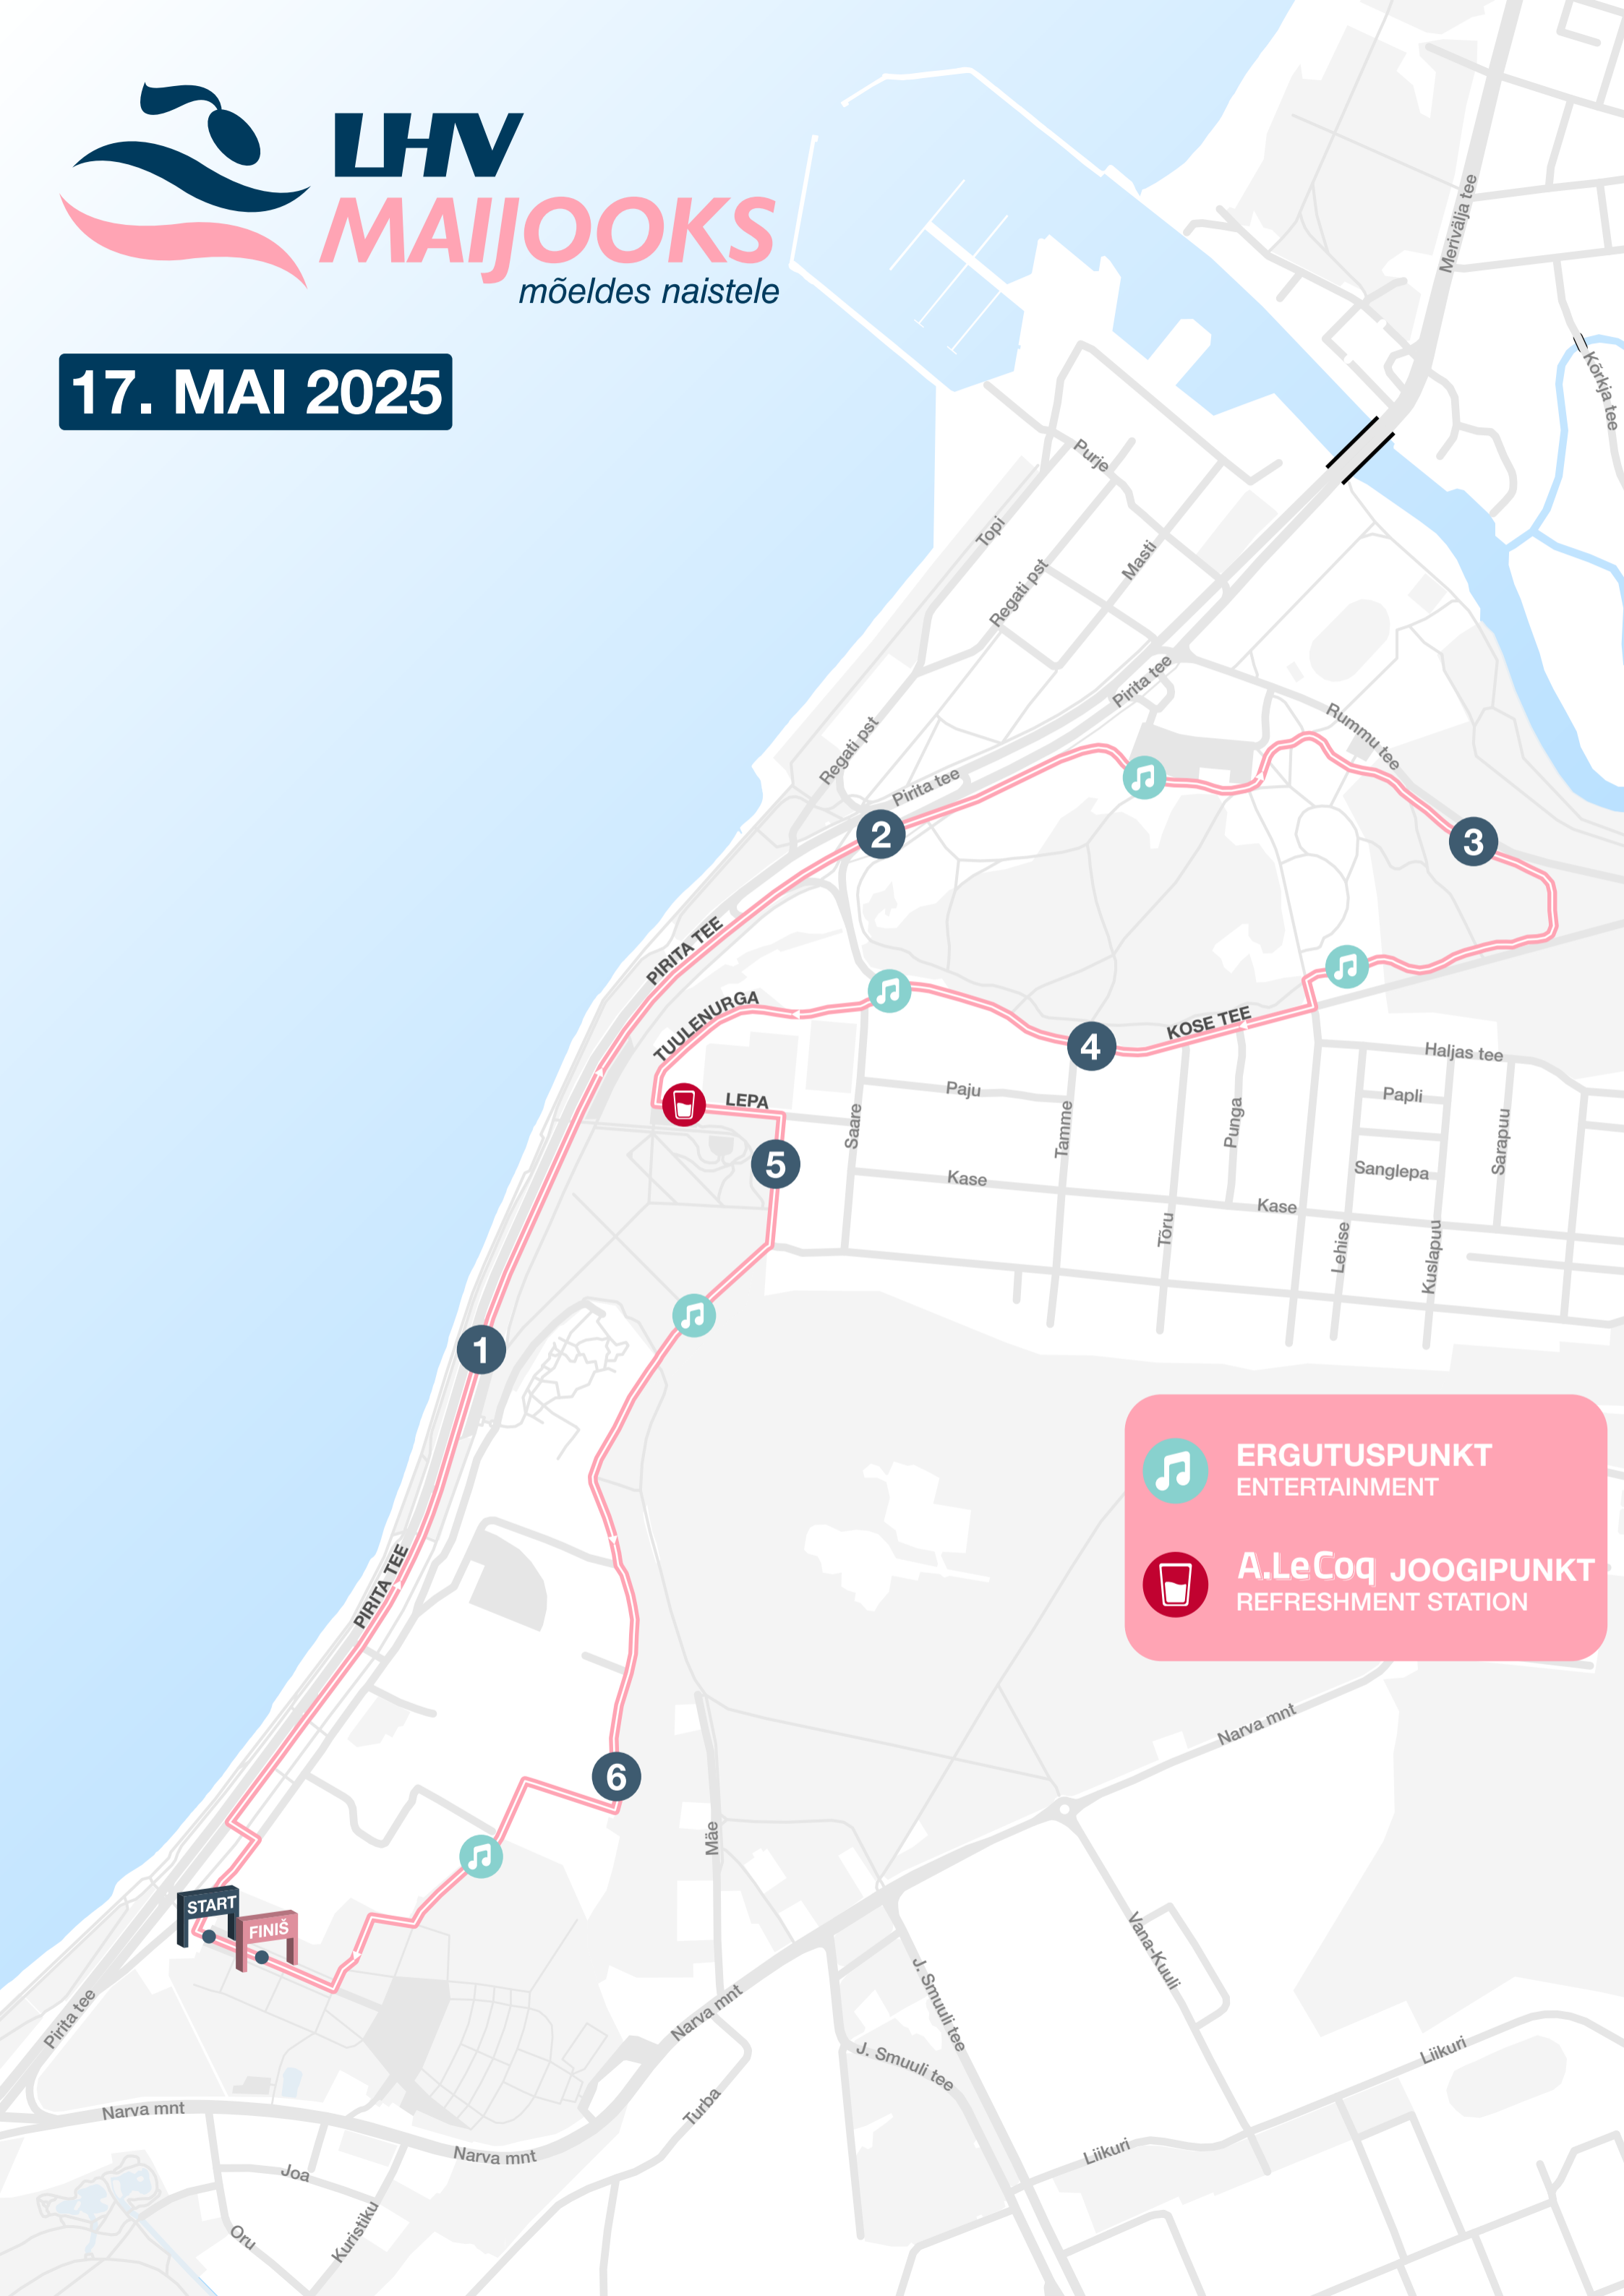 LHV
MAIJOOKS
mõeldes naistele
17. MAI 2025
Merivälja tee
Kõrkja tee
Purje
Topi
Masti
Regati pst
Pirita tee
Rummu tee
Regati pst
Pirita tee
2
3
PIRITA TEE
TUULENURGA
KOSE TEE
4
Haljas tee
LEPA
Paju
Papli
Saare
Tamme
Punga
Sarapuu
5
Kase
Sanglepa
Kase
Tõru
Lehise
Kuslapuu
1
ERGUTUSPUNKT
ENTERTAINMENT
A.LeCoq JOOGIPUNKT
REFRESHMENT STATION
PIRITA TEE
Narva mnt
6
Mäe
START
FINIŠ
Vana-Kuuli
J. Smuuli tee
Pirita tee
Narva mnt
J. Smuuli tee
Liikuri
Turba
Narva mnt
Narva mnt
Liikuri
Joa
Oru
Kuristiku